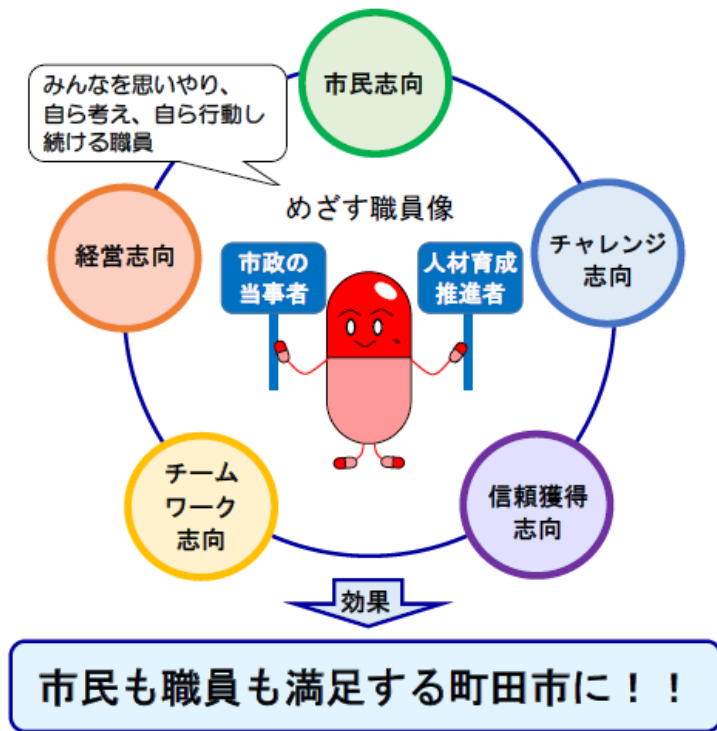 市民志向
みんなを思いやり、
自ら考え、自ら行動し
続ける職員
めざす職員像
経営志向
チャレンジ
志向
市政の
当事者
人材育成
推進者
チーム
ワーク
志向
信頼獲得
志向
効果
市民も職員も満足する町田市に！！